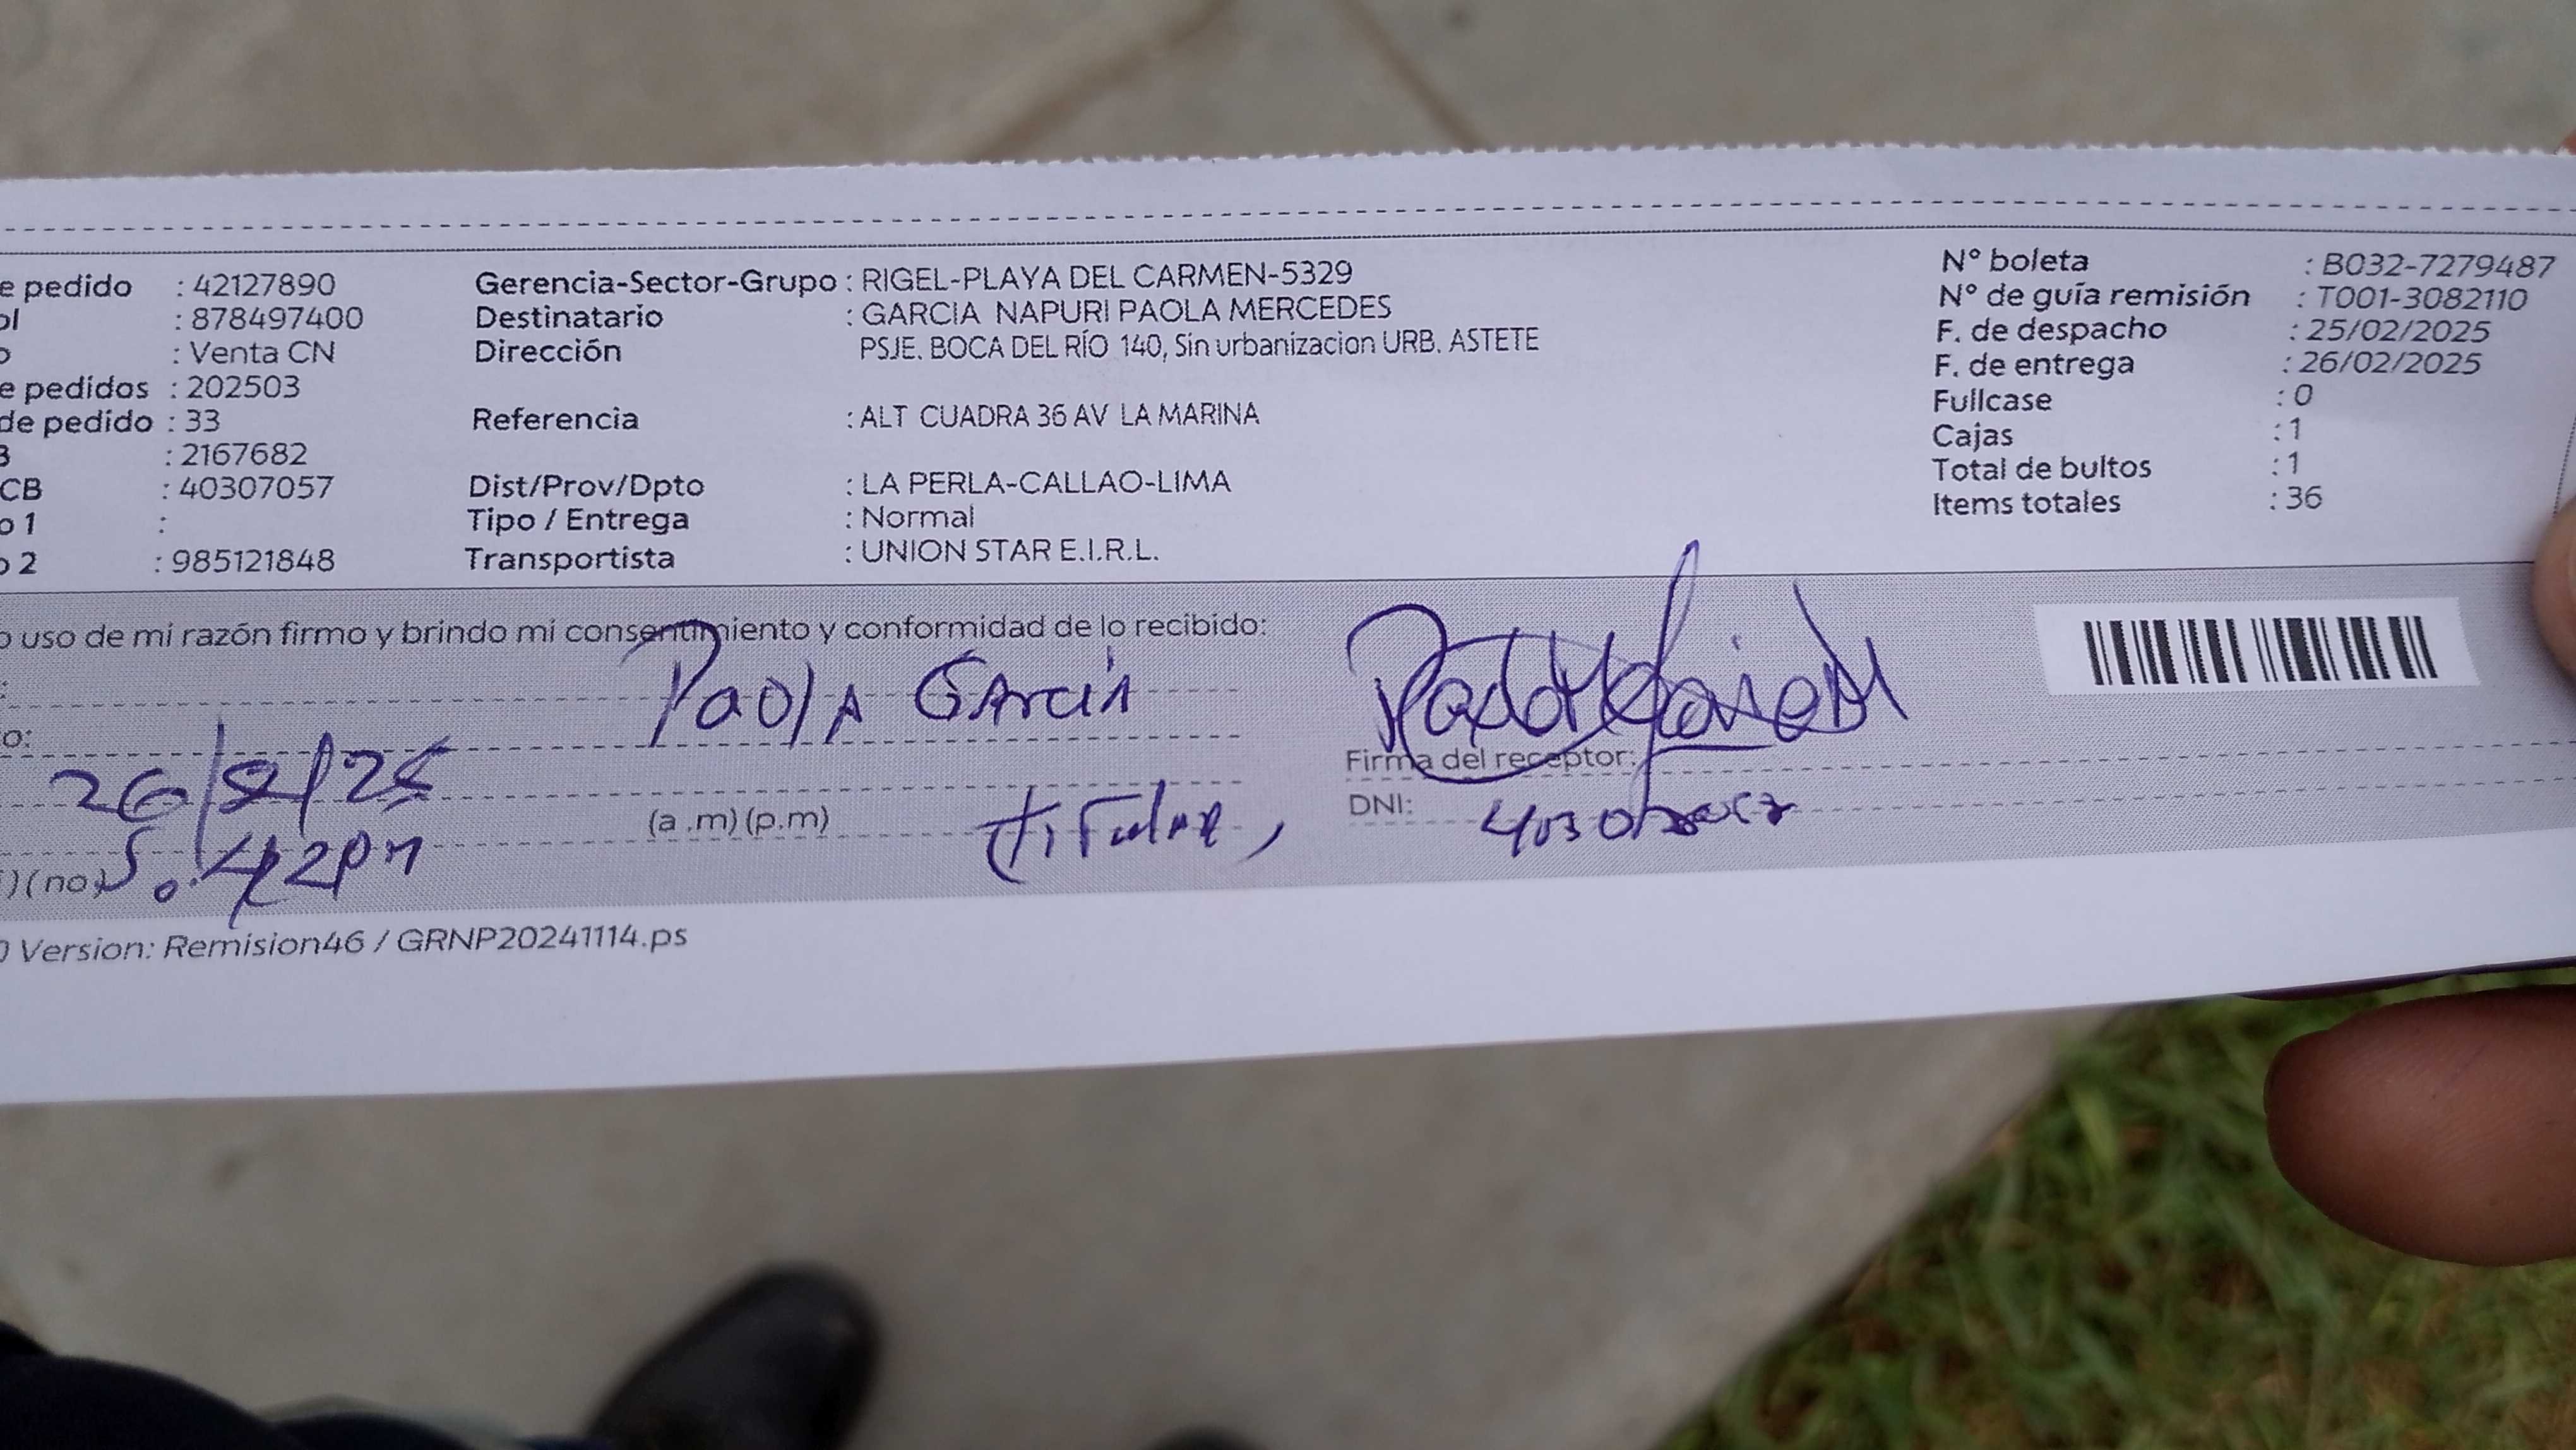 e pedido : 42127890 Gerencia-Sector-Grupo : RIGEL-PLAYA DEL CARMEN-5329 N° boleta : B032-7279487
ol : 878497400 Destinatario : GARCIA NAPURI PAOLA MERCEDES N° de guía remisión : T001-3082110
o : Venta CN Dirección PSJE. BOCA DEL RÍO 140, Sin urbanizacion URB. ASTETE F. de despacho : 25/02/2025
e pedidos : 202503 F. de entrega : 26/02/2025
de pedido : 33 Referencia : ALT CUADRA 36 AV LA MARINA Fullcase : 0
3 : 2167682 Cajas : 1
CB : 40307057 Dist/Prov/Dpto : LA PERLA-CALLAO-LIMA Total de bultos : 1
o 1 : Tipo / Entrega : Normal Items totales : 36
o 2 : 985121848 Transportista : UNION STAR E.I.R.L.
o uso de mi razón firmo y brindo mi consentimiento y conformidad de lo recibido:
: Paola García
o:
Firma del receptor:
26/2/25
(a .m) (p.m) titular, DNI:
)(no) 5:42pm
0 Version: Remision46 / GRNP20241114.ps